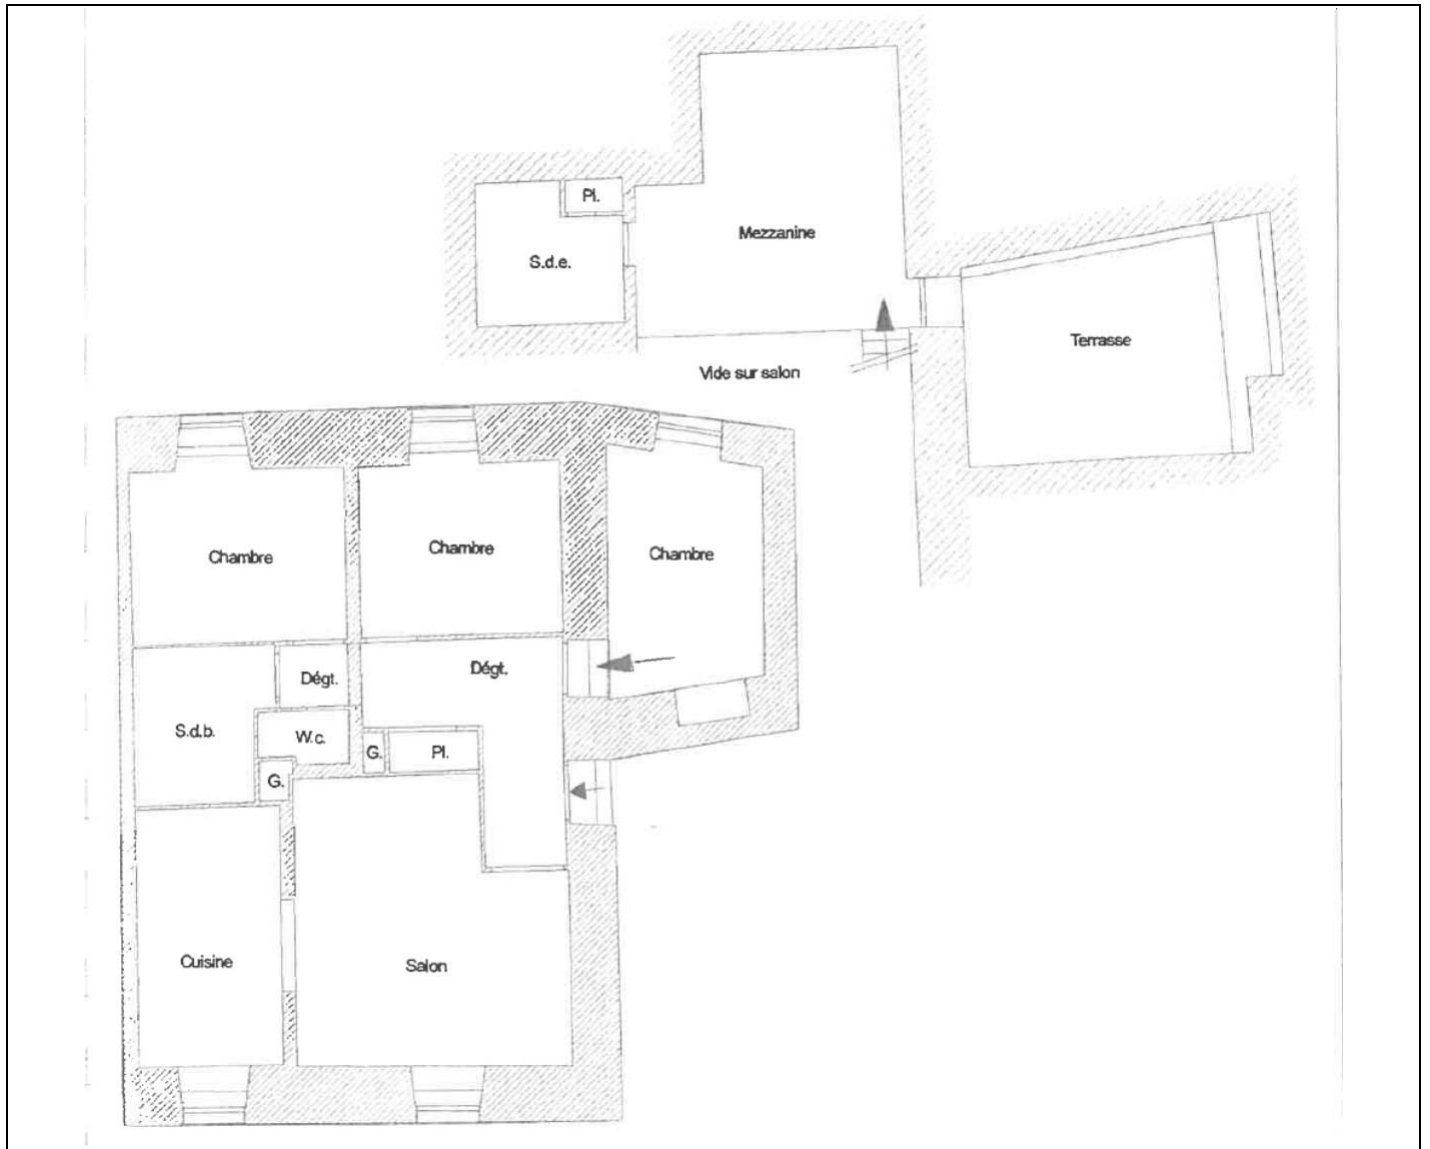 Pl.
Mezzanine
S.d.e.
Terrasse
Vide sur salon
Chambre
Chambre
Chambre
Dégt.
Dégt.
S.d.b.
W.c.
G.
Pl.
G.
Cuisine
Salon